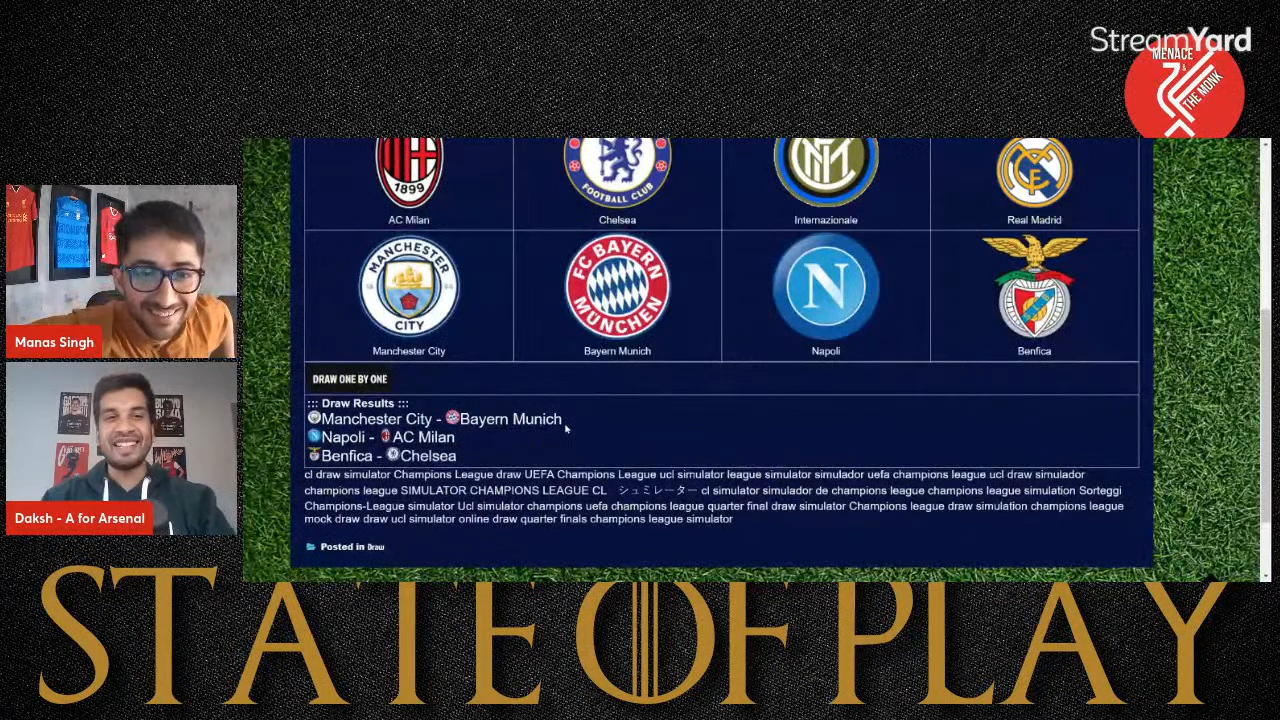 StreamYard
MENACE
&
THE MONK
1899
AC Milan
FOOTBALL CLUB
Chelsea
Internazionale
Real Madrid
MANCHESTER
CITY
Manchester City
FC BAYERN
MÜNCHEN
Bayern Munich
N
Napoli
Benfica
Manas Singh
Daksh - A for Arsenal
DRAW ONE BY ONE
::: Draw Results :::
Manchester City - Bayern Munich
Napoli - AC Milan
Benfica - Chelsea
cl draw simulator Champions League draw UEFA Champions League ucl simulator league simulator simulador uefa champions league ucl draw simulador
champions league SIMULATOR CHAMPIONS LEAGUE CL シュミレーター cl simulator simulador de champions league champions league simulation Sorteggi
Champions-League simulator Ucl simulator champions uefa champions league quarter final draw simulator Champions league draw simulation champions league
mock draw draw ucl simulator online draw quarter finals champions league simulator
Posted in Draw
STATE OF PLAY